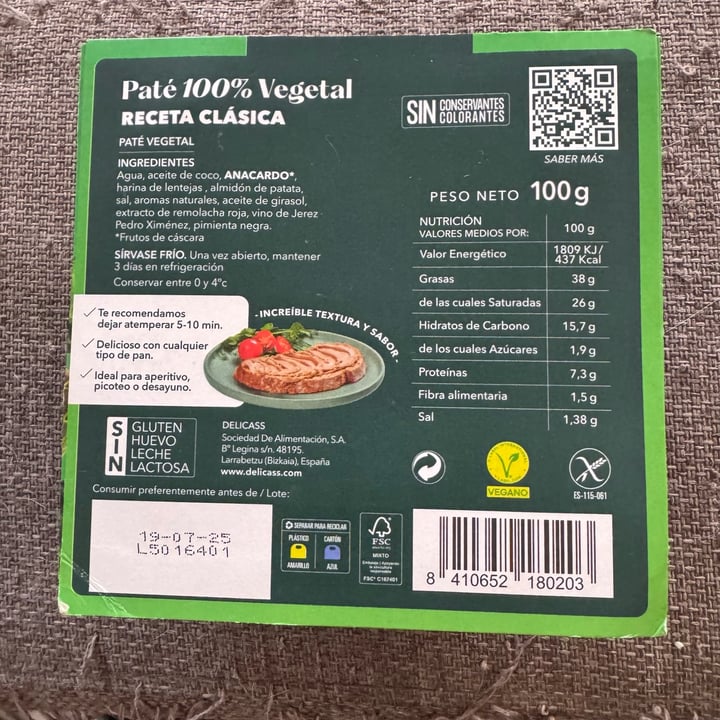 Paté 100% Vegetal
RECETA CLÁSICA
PATÉ VEGETAL
INGREDIENTES
Agua, aceite de coco, ANACARDO*,
harina de lentejas , almidón de patata,
sal, aromas naturales, aceite de girasol,
extracto de remolacha roja, vino de Jerez
Pedro Ximénez, pimienta negra.
*Frutos de cáscara
SÍRVASE FRÍO. Una vez abierto, mantener
3 días en refrigeración
Conservar entre 0 y 4°c
SIN CONSERVANTES
COLORANTES
SABER MÁS
PESO NETO 100g
NUTRICIÓN
VALORES MEDIOS POR: 100 g
Valor Energético 1809 KJ/
437 Kcal
Grasas 38 g
de las cuales Saturadas 26 g
Hidratos de Carbono 15,7 g
de los cuales Azúcares 1,9 g
Proteínas 7,3 g
Fibra alimentaria 1,5 g
Sal 1,38 g
Te recomendamos
dejar atemperar 5-10 min.
Delicioso con cualquier
tipo de pan.
Ideal para aperitivo,
picoteo o desayuno.
- INCREÍBLE TEXTURA Y SABOR -
SIN
GLUTEN
HUEVO
LECHE
LACTOSA
DELICASS
Sociedad De Alimentación, S.A.
Bº Legina s/n. 48195.
Larrabetzu (Bizkaia), España
www.delicass.com
VEGANO
ES-115-061
Consumir preferentemente antes de / Lote:
19-07-25
L5016401
SEPARAR PARA RECICLAR
PLÁSTICO CARTÓN
AMARILLO AZUL
FSC
MIXTO
FSC® C187401
8 410652 180203